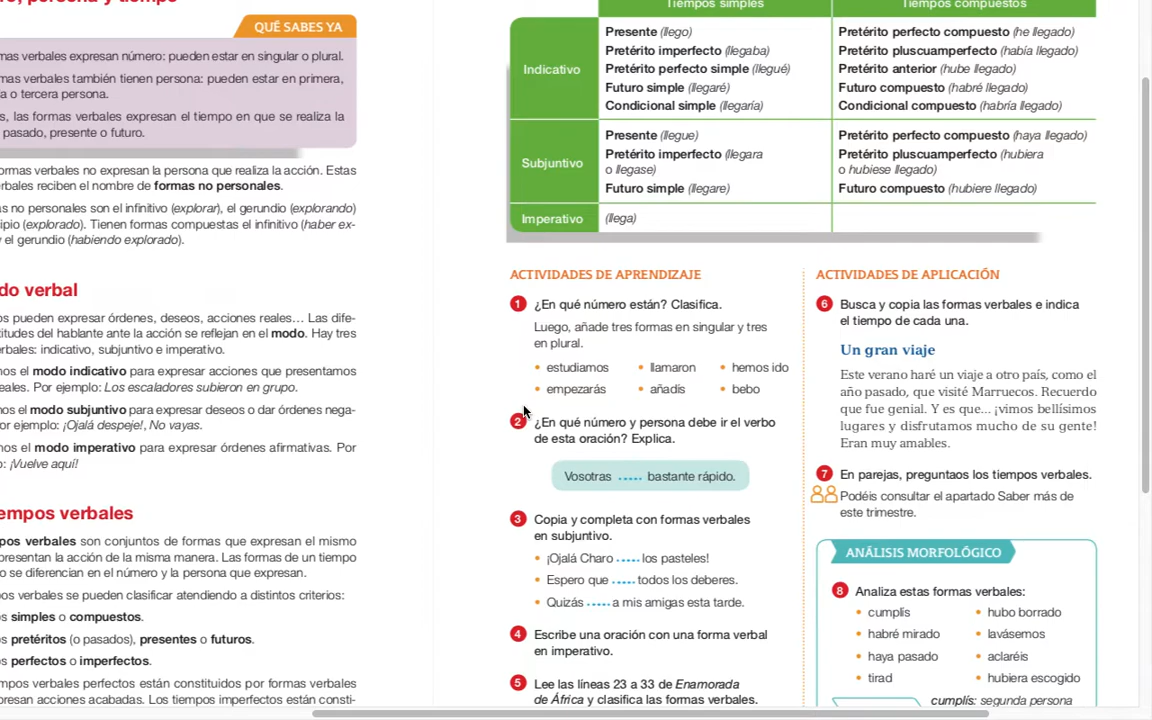 y tiempo
QUÉ SABES YA
mas verbales expresan número: pueden estar en singular o plural.
mas verbales también tienen persona: pueden estar en primera,
a o tercera persona.
s, las formas verbales expresan el tiempo en que se realiza la
pasado, presente o futuro.
ormas verbales no expresan la persona que realiza la acción. Estas
rbales reciben el nombre de formas no personales.
s no personales son el infinitivo (explorar), el gerundio (explorando)
ipio (explorado). Tienen formas compuestas el infinitivo (haber ex-
y el gerundio (habiendo explorado).
do verbal
os pueden expresar órdenes, deseos, acciones reales... Las dife-
titudes del hablante ante la acción se reflejan en el modo. Hay tres
erbales: indicativo, subjuntivo e imperativo.
nos el modo indicativo para expresar acciones que presentamos
eales. Por ejemplo: Los escaladores subieron en grupo.
nos el modo subjuntivo para expresar deseos o dar órdenes nega-
or ejemplo: ¡Ojalá despeje!, No vayas.
nos el modo imperativo para expresar órdenes afirmativas. Por
: ¡Vuelve aquí!
empos verbales
pos verbales son conjuntos de formas que expresan el mismo
presentan la acción de la misma manera. Las formas de un tiempo
o se diferencian en el número y la persona que expresan.
pos verbales se pueden clasificar atendiendo a distintos criterios:
os simples o compuestos.
os pretéritos (o pasados), presentes o futuros.
os perfectos o imperfectos.
mpos verbales perfectos están constituidos por formas verbales
presan acciones acabadas. Los tiempos imperfectos están consti-
Tiempos simples
Tiempos compuestos
Indicativo
Presente (llego)
Pretérito imperfecto (llegaba)
Pretérito perfecto simple (llegué)
Futuro simple (llegaré)
Condicional simple (llegaría)
Pretérito perfecto compuesto (he llegado)
Pretérito pluscuamperfecto (había llegado)
Pretérito anterior (hube llegado)
Futuro compuesto (habré llegado)
Condicional compuesto (habría llegado)
Subjuntivo
Presente (llegue)
Pretérito imperfecto (llegara
o llegase)
Futuro simple (llegare)
Pretérito perfecto compuesto (haya llegado)
Pretérito pluscuamperfecto (hubiera
o hubiese llegado)
Futuro compuesto (hubiere llegado)
Imperativo
(llega)
ACTIVIDADES DE APRENDIZAJE
1 ¿En qué número están? Clasifica.
Luego, añade tres formas en singular y tres
en plural.
• estudiamos • llamaron • hemos ido
• empezarás • añadís • bebo
2 ¿En qué número y persona debe ir el verbo
de esta oración? Explica.
Vosotras ..... bastante rápido.
3 Copia y completa con formas verbales
en subjuntivo.
• ¡Ojalá Charo ..... los pasteles!
• Espero que ..... todos los deberes.
• Quizás ..... a mis amigas esta tarde.
4 Escribe una oración con una forma verbal
en imperativo.
5 Lee las líneas 23 a 33 de Enamorada
de África y clasifica las formas verbales.
ACTIVIDADES DE APLICACIÓN
6 Busca y copia las formas verbales e indica
el tiempo de cada una.
Un gran viaje
Este verano haré un viaje a otro país, como el
año pasado, que visité Marruecos. Recuerdo
que fue genial. Y es que... ¡vimos bellísimos
lugares y disfrutamos mucho de su gente!
Eran muy amables.
7 En parejas, preguntaos los tiempos verbales.
Podéis consultar el apartado Saber más de
este trimestre.
ANÁLISIS MORFOLÓGICO
8 Analiza estas formas verbales:
• cumplís • hubo borrado
• habré mirado • lavásemos
• haya pasado • aclaréis
• tirad • hubiera escogido
cumplís: segunda persona